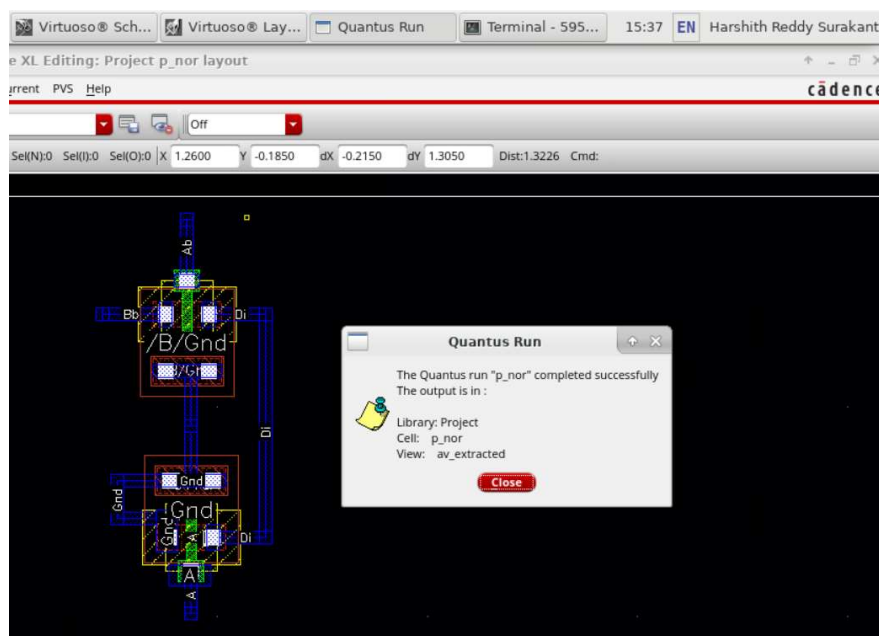 Virtuoso® Sch... Virtuoso® Lay... Quantus Run Terminal - 595... 15:37 EN Harshith Reddy Surakant
e XL Editing: Project p_nor layout
urrent PVS Help cādence
Off
Sel(N):0 Sel(I):0 Sel(O):0 X 1.2600 Y -0.1850 dX -0.2150 dY 1.3050 Dist:1.3226 Cmd:
Ab
Bb Di
/B/Gnd
Di
Gnd
Gnd
!Gnd
Gnd A Di
A
A
Quantus Run
The Quantus run "p_nor" completed successfully
The output is in :
Library: Project
Cell: p_nor
View: av_extracted
Close